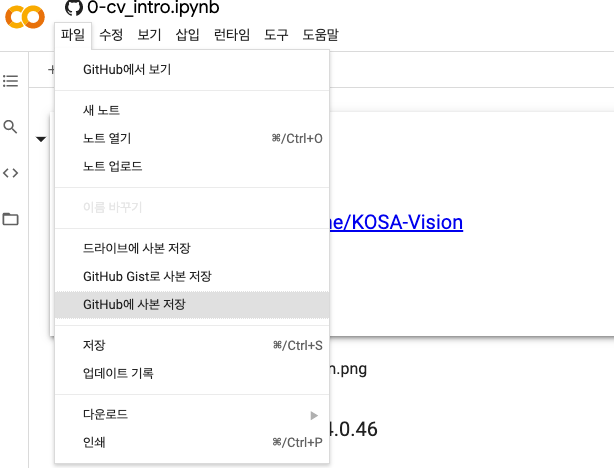 0-cv_intro.ipynb
파일 수정 보기 삽입 런타임 도구 도움말
+
GitHub에서 보기
새 노트
노트 열기 ⌘/Ctrl+O
노트 업로드
이름 바꾸기
ne/KOSA-Vision
드라이브에 사본 저장
GitHub Gist로 사본 저장
GitHub에 사본 저장
저장 ⌘/Ctrl+S
업데이트 기록
n.png
다운로드
4.0.46
인쇄 ⌘/Ctrl+P